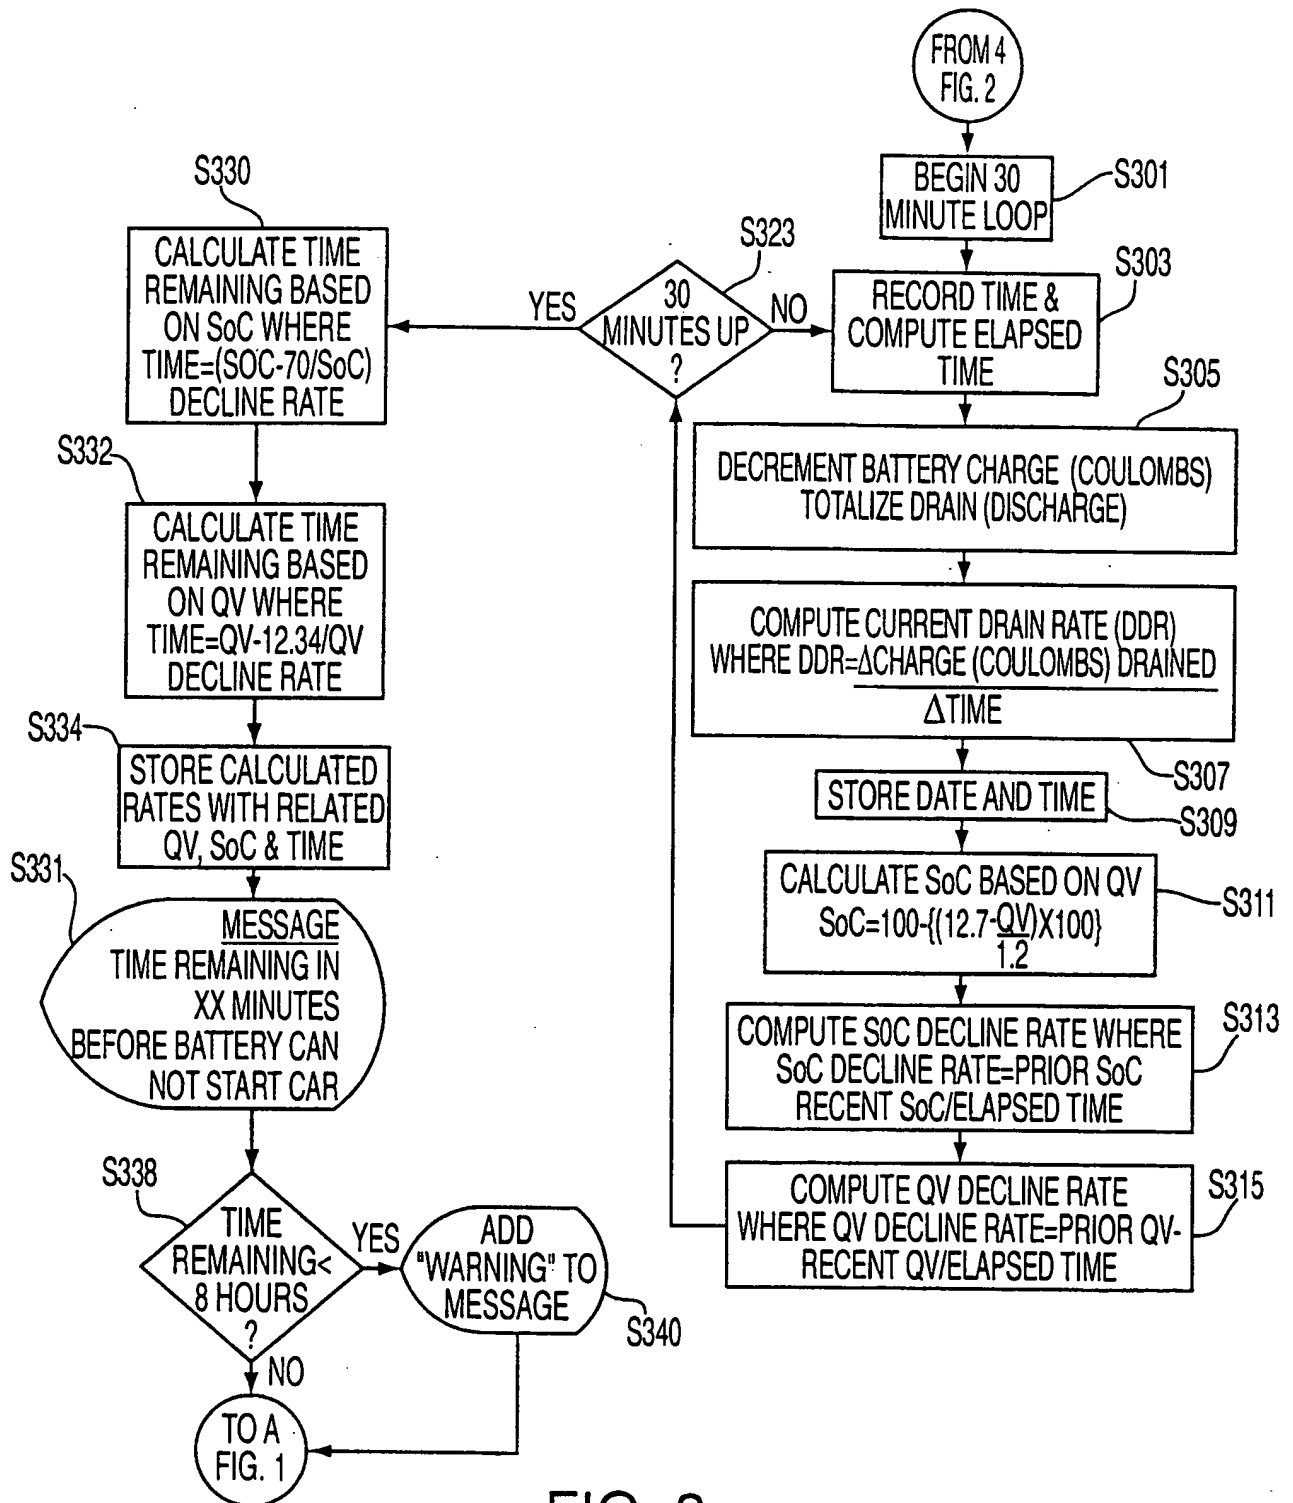 FROM 4
FIG. 2
BEGIN 30
MINUTE LOOP
S301
RECORD TIME &
COMPUTE ELAPSED
TIME
S303
DECREMENT BATTERY CHARGE (COULOMBS)
TOTALIZE DRAIN (DISCHARGE)
S305
COMPUTE CURRENT DRAIN RATE (DDR)
WHERE DDR=ΔCHARGE (COULOMBS) DRAINED
ΔTIME
S307
STORE DATE AND TIME
S309
CALCULATE SoC BASED ON QV
SoC=100-{(12.7-QV)X100}
1.2
S311
COMPUTE SOC DECLINE RATE WHERE
SoC DECLINE RATE=PRIOR SoC
RECENT SoC/ELAPSED TIME
S313
COMPUTE QV DECLINE RATE
WHERE QV DECLINE RATE=PRIOR QV-
RECENT QV/ELAPSED TIME
S315
S323
30
MINUTES UP
?
NO
YES
S330
CALCULATE TIME
REMAINING BASED
ON SoC WHERE
TIME=(SOC-70/SoC)
DECLINE RATE
S332
CALCULATE TIME
REMAINING BASED
ON QV WHERE
TIME=QV-12.34/QV
DECLINE RATE
S334
STORE CALCULATED
RATES WITH RELATED
QV, SoC & TIME
S331
MESSAGE
TIME REMAINING IN
XX MINUTES
BEFORE BATTERY CAN
NOT START CAR
S338
TIME
REMAINING<
8 HOURS
?
YES
ADD
"WARNING" TO
MESSAGE
S340
NO
TO A
FIG. 1